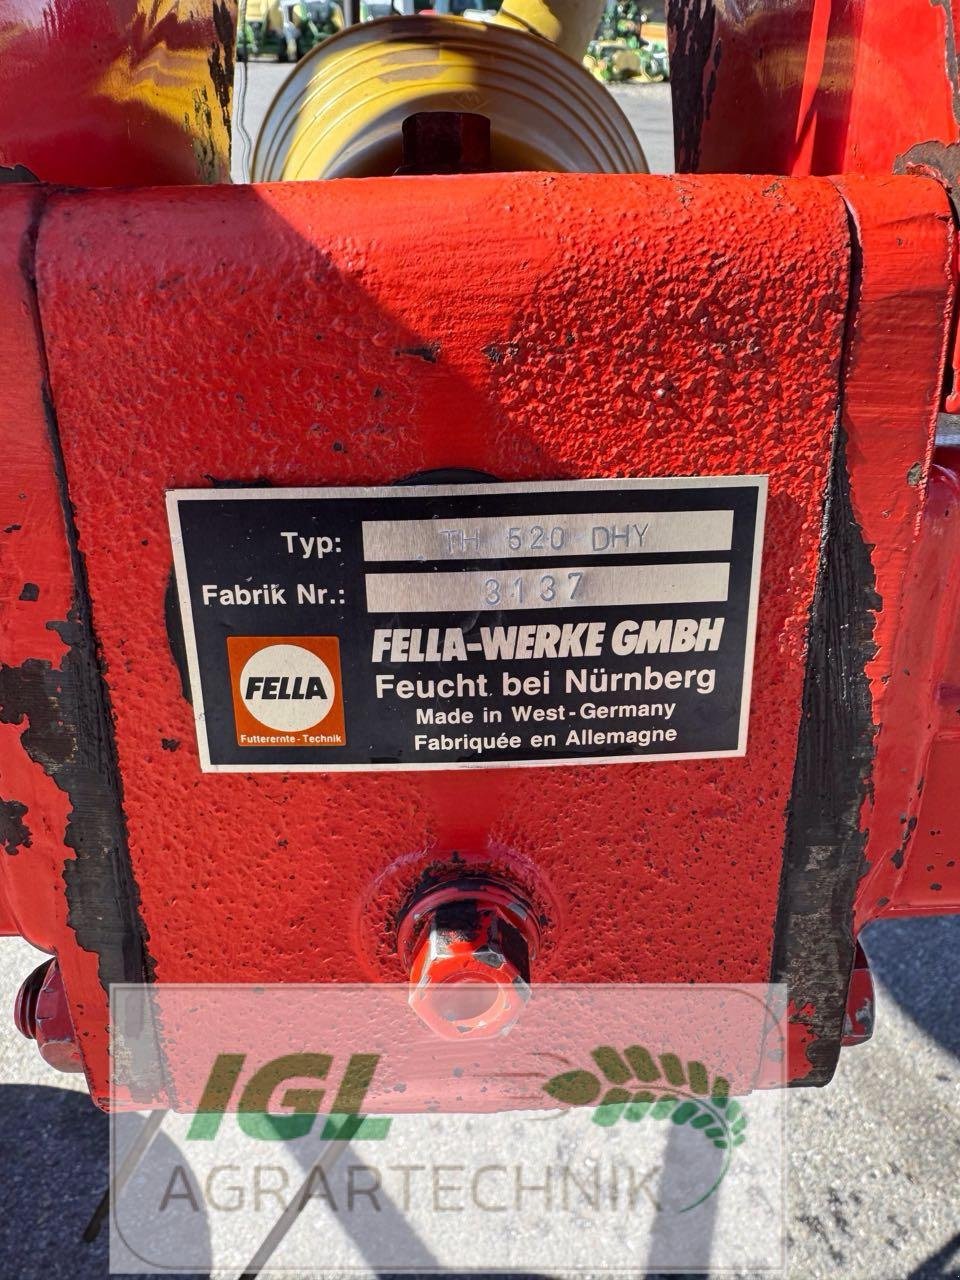 Typ: TH 520 DHY
Fabrik Nr.: 3137
FELLA-WERKE GMBH
Feucht bei Nürnberg
Made in West-Germany
Fabriquée en Allemagne
FELLA
Futterernte-Technik
IGL
AGRARTECHNIK